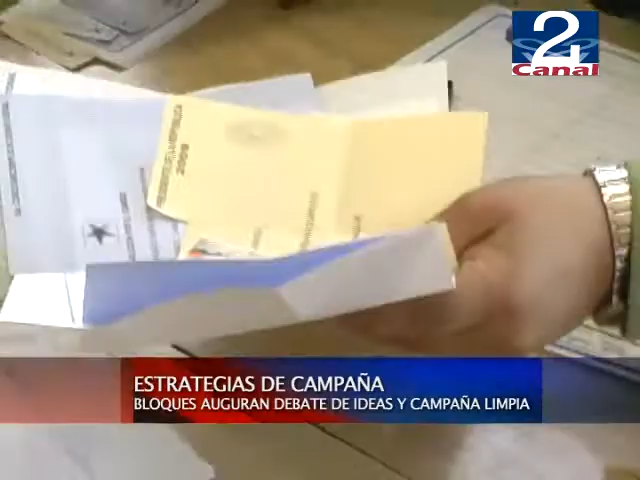 2
Canal
ESTRATEGIAS DE CAMPAÑA
BLOQUES AUGURAN DEBATE DE IDEAS Y CAMPAÑA LIMPIA